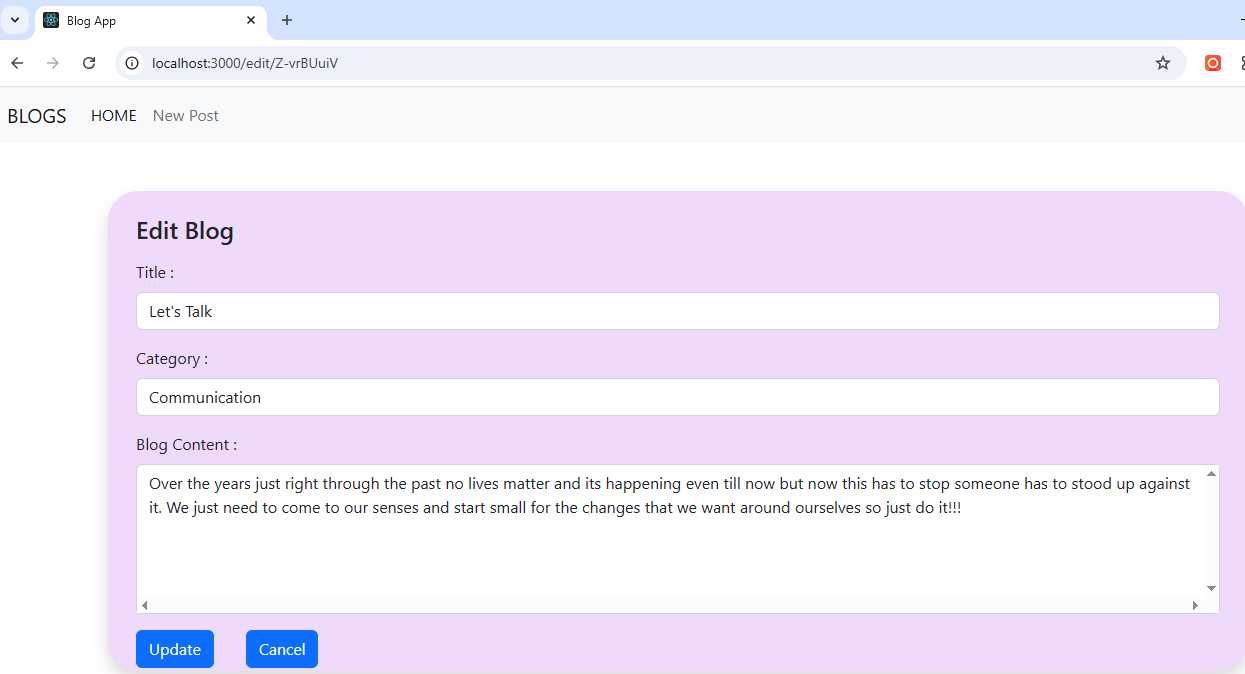 Blog App
localhost:3000/edit/Z-vrBUuiV
BLOGS HOME New Post
Edit Blog
Title :
Let's Talk
Category :
Communication
Blog Content :
Over the years just right through the past no lives matter and its happening even till now but now this has to stop someone has to stood up against
it. We just need to come to our senses and start small for the changes that we want around ourselves so just do it!!!
Update Cancel